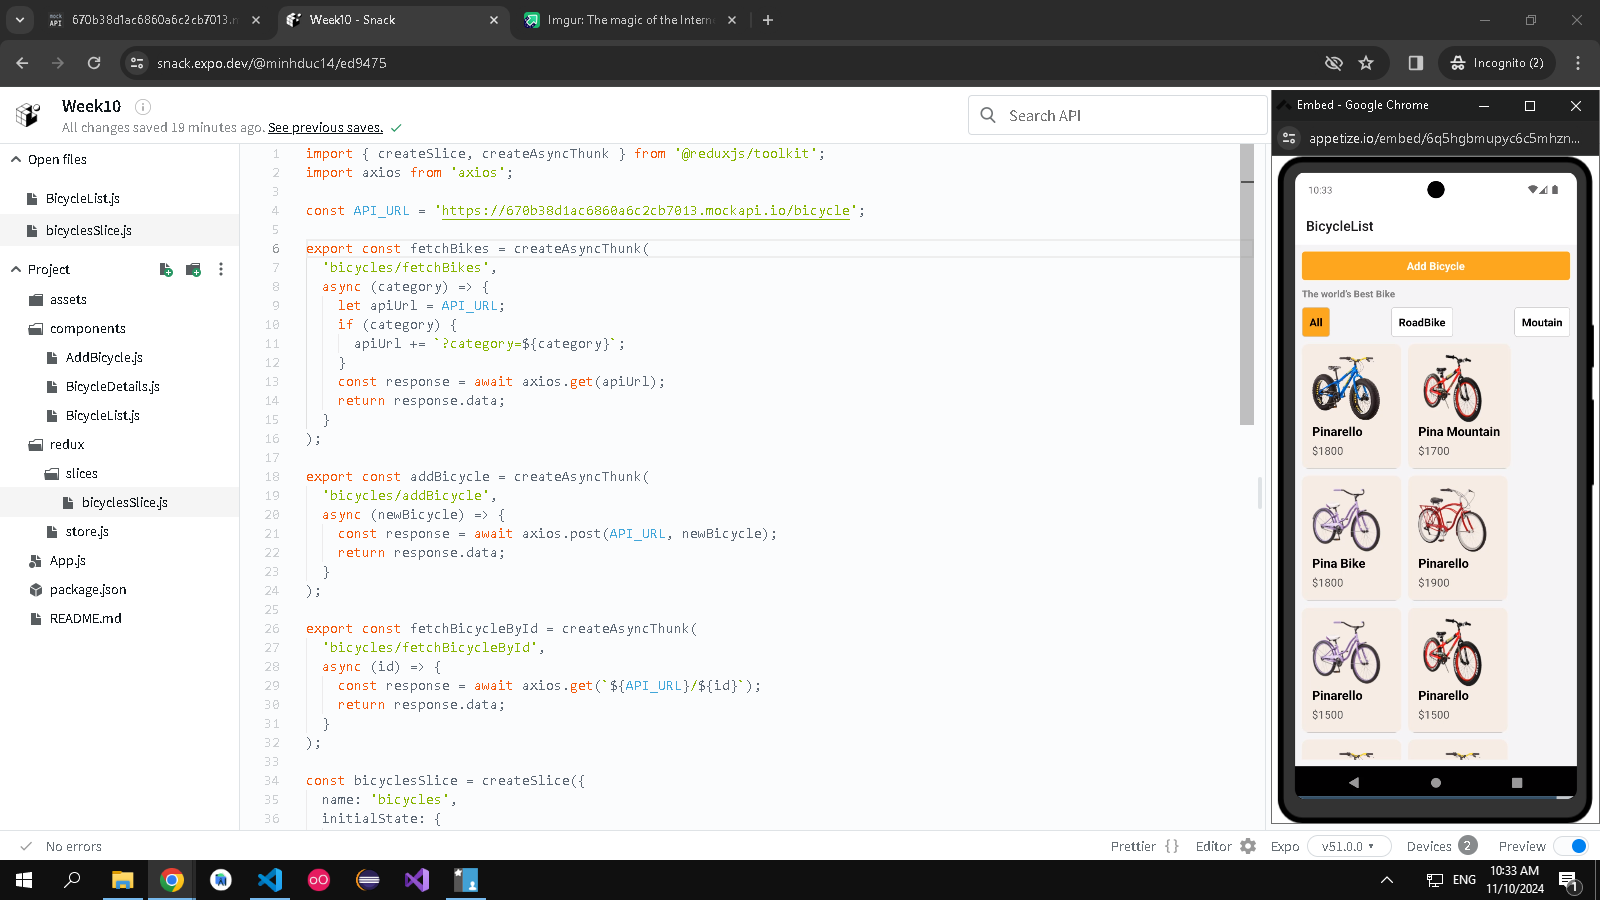 670b38d1ac6860a6c2cb7013.m
Week10 - Snack
Imgur: The magic of the Intern
snack.expo.dev/@minhduc14/ed9475
Incognito (2)
Week10
All changes saved 19 minutes ago. See previous saves.
Search API
Open files
BicycleList.js
bicyclesSlice.js
Project
assets
components
AddBicycle.js
BicycleDetails.js
BicycleList.js
redux
slices
bicyclesSlice.js
store.js
App.js
package.json
README.md
1 import { createSlice, createAsyncThunk } from '@reduxjs/toolkit';
2 import axios from 'axios';
3
4 const API_URL = 'https://670b38d1ac6860a6c2cb7013.mockapi.io/bicycle';
5
6 export const fetchBikes = createAsyncThunk(
7 'bicycles/fetchBikes',
8 async (category) => {
9 let apiUrl = API_URL;
10 if (category) {
11 apiUrl += `?category=${category}`;
12 }
13 const response = await axios.get(apiUrl);
14 return response.data;
15 }
16 );
17
18 export const addBicycle = createAsyncThunk(
19 'bicycles/addBicycle',
20 async (newBicycle) => {
21 const response = await axios.post(API_URL, newBicycle);
22 return response.data;
23 }
24 );
25
26 export const fetchBicycleById = createAsyncThunk(
27 'bicycles/fetchBicycleById',
28 async (id) => {
29 const response = await axios.get(`${API_URL}/${id}`);
30 return response.data;
31 }
32 );
33
34 const bicyclesSlice = createSlice({
35 name: 'bicycles',
36 initialState: {
Embed - Google Chrome
appetize.io/embed/6q5hgbmupyc6c5mhzn...
10:33
BicycleList
Add Bicycle
The world's Best Bike
All
RoadBike
Moutain
Pinarello
$1800
Pina Mountain
$1700
Pina Bike
$1800
Pinarello
$1900
Pinarello
$1500
Pinarello
$1500
No errors
Prettier {}
Editor
Expo
v51.0.0
Devices 2
Preview
ENG
10:33 AM
11/10/2024
1